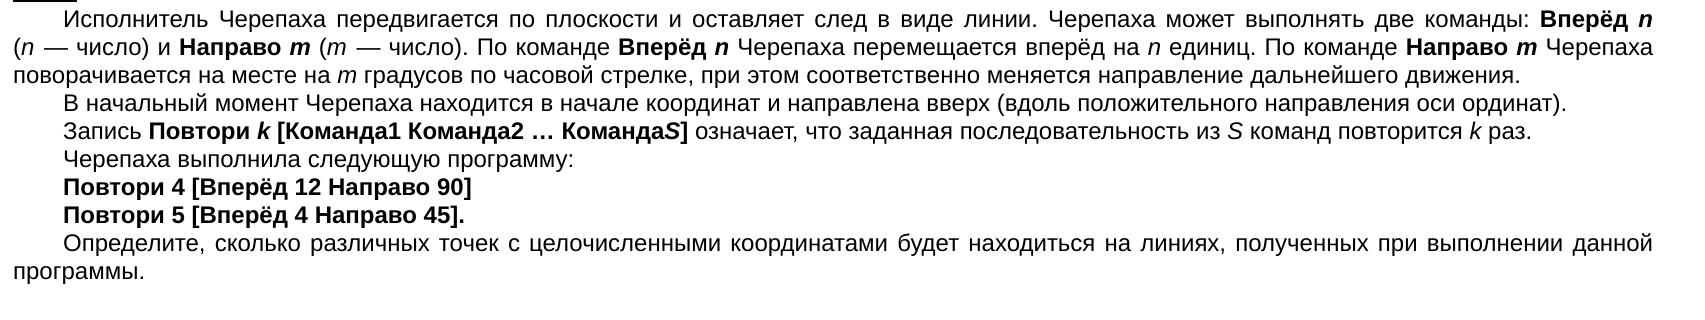 Исполнитель Черепаха передвигается по плоскости и оставляет след в виде линии. Черепаха может выполнять две команды: Вперёд n
(n — число) и Направо m (m — число). По команде Вперёд n Черепаха перемещается вперёд на n единиц. По команде Направо m Черепаха
поворачивается на месте на m градусов по часовой стрелке, при этом соответственно меняется направление дальнейшего движения.
В начальный момент Черепаха находится в начале координат и направлена вверх (вдоль положительного направления оси ординат).
Запись Повтори k [Команда1 Команда2 … КомандаS] означает, что заданная последовательность из S команд повторится k раз.
Черепаха выполнила следующую программу:
Повтори 4 [Вперёд 12 Направо 90]
Повтори 5 [Вперёд 4 Направо 45].
Определите, сколько различных точек с целочисленными координатами будет находиться на линиях, полученных при выполнении данной
программы.